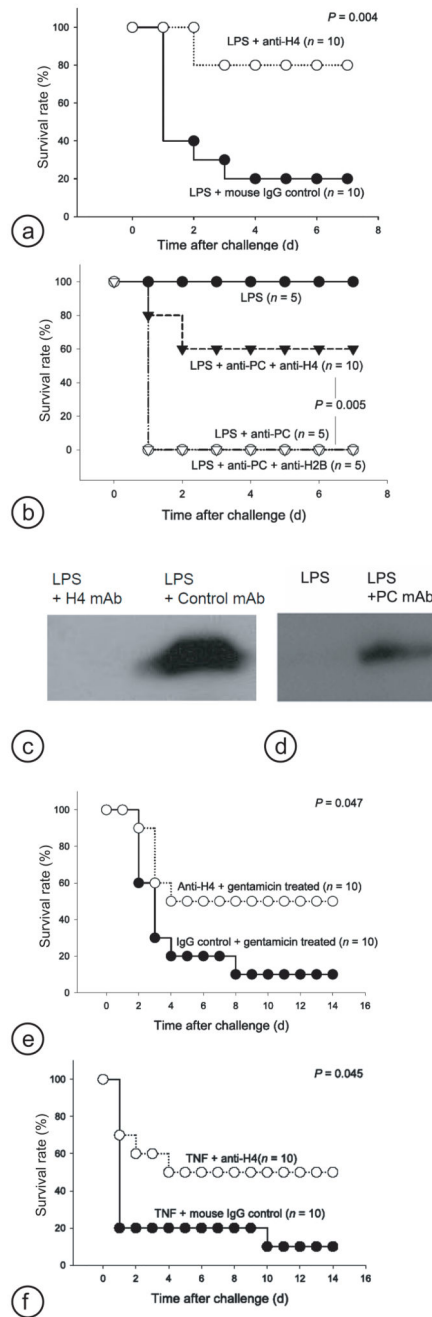 P = 0.004
100
LPS + anti-H4 (n = 10)
80
60
40
20
LPS + mouse IgG control (n = 10)
0
0 2 4 6 8
Survival rate (%)
Time after challenge (d)
a
100
LPS (n = 5)
80
60
LPS + anti-PC + anti-H4 (n = 10)
40
P = 0.005
20
LPS + anti-PC (n = 5)
0
LPS + anti-PC + anti-H2B (n = 5)
0 2 4 6 8
Survival rate (%)
Time after challenge (d)
b
LPS
+ H4 mAb
LPS
+ Control mAb
LPS
LPS
+PC mAb
c
d
P = 0.047
100
80
60
Anti-H4 + gentamicin treated (n = 10)
40
IgG control + gentamicin treated (n = 10)
20
0
0 2 4 6 8 10 12 14 16
Survival rate (%)
Time after challenge (d)
e
P = 0.045
100
80
60
TNF + anti-H4(n = 10)
40
TNF + mouse IgG control (n = 10)
20
0
0 2 4 6 8 10 12 14 16
Survival rate (%)
Time after challenge (d)
f